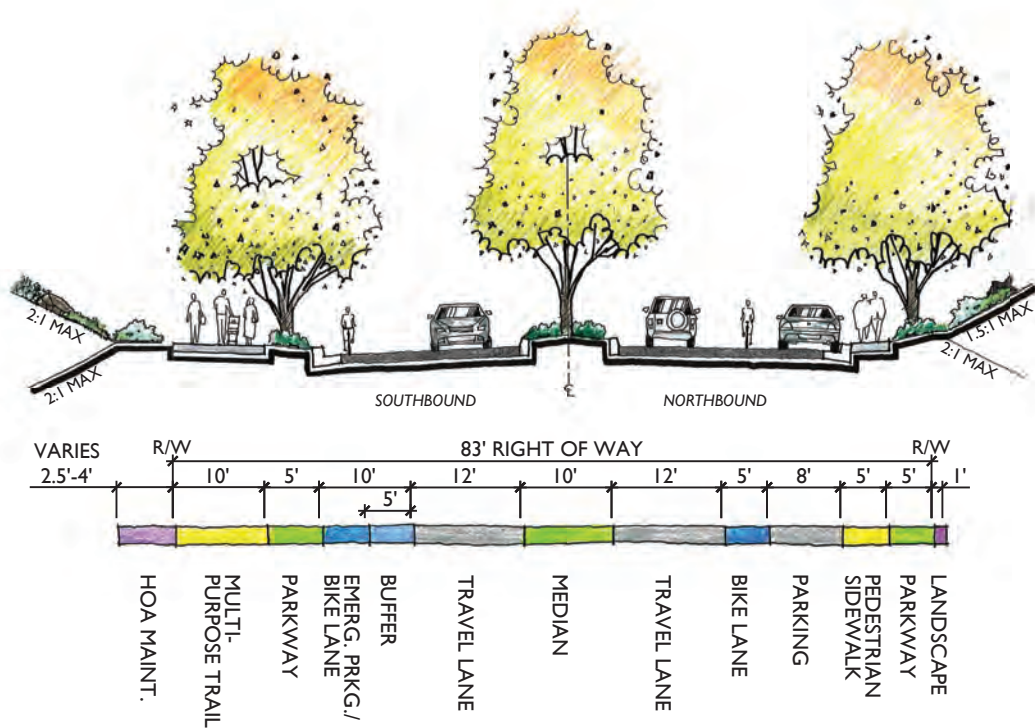 2:1 MAX
2:1 MAX
1.5:1 MAX
2:1 MAX
SOUTHBOUND
℄
NORTHBOUND
VARIES
R/W
83' RIGHT OF WAY
R/W
2.5'-4'
10'
5'
10'
12'
10'
12'
5'
8'
5'
5'
1'
5'
HOA MAINT.
MULTI-
PURPOSE TRAIL
PARKWAY
EMERG. PRKG./
BIKE LANE
BUFFER
TRAVEL LANE
MEDIAN
TRAVEL LANE
BIKE LANE
PARKING
PEDESTRIAN
SIDEWALK
PARKWAY
LANDSCAPE